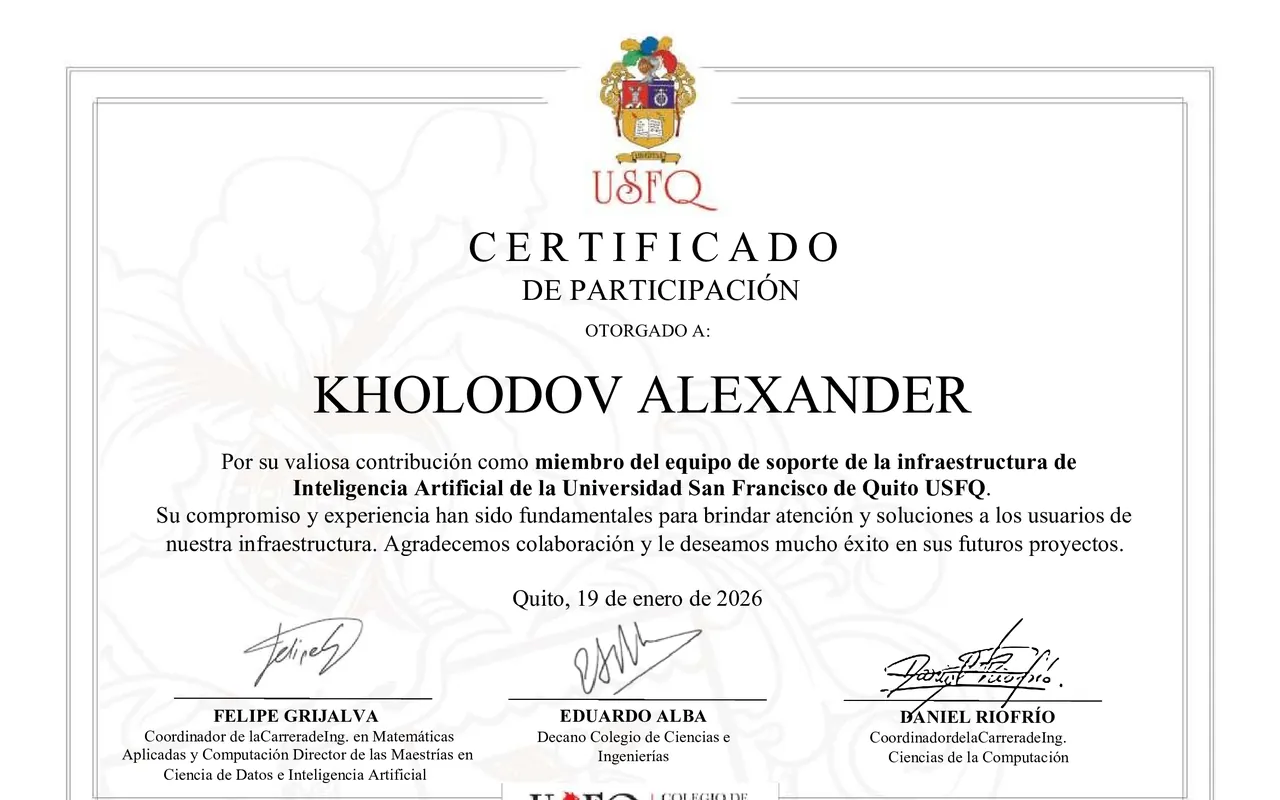 USFQ
CERTIFICADO
DE PARTICIPACIÓN
OTORGADO A:
KHOLODOV ALEXANDER
Por su valiosa contribución como miembro del equipo de soporte de la infraestructura de
Inteligencia Artificial de la Universidad San Francisco de Quito USFQ.
Su compromiso y experiencia han sido fundamentales para brindar atención y soluciones a los usuarios de
nuestra infraestructura. Agradecemos colaboración y le deseamos mucho éxito en sus futuros proyectos.
Quito, 19 de enero de 2026
FELIPE GRIJALVA
Coordinador de laCarreradeIng. en Matemáticas
Aplicadas y Computación Director de las Maestrías en
Ciencia de Datos e Inteligencia Artificial
EDUARDO ALBA
Decano Colegio de Ciencias e
Ingenierías
DANIEL RIOFRÍO
CoordinadordelaCarreradeIng.
Ciencias de la Computación
USFQ | COLEGIO DE